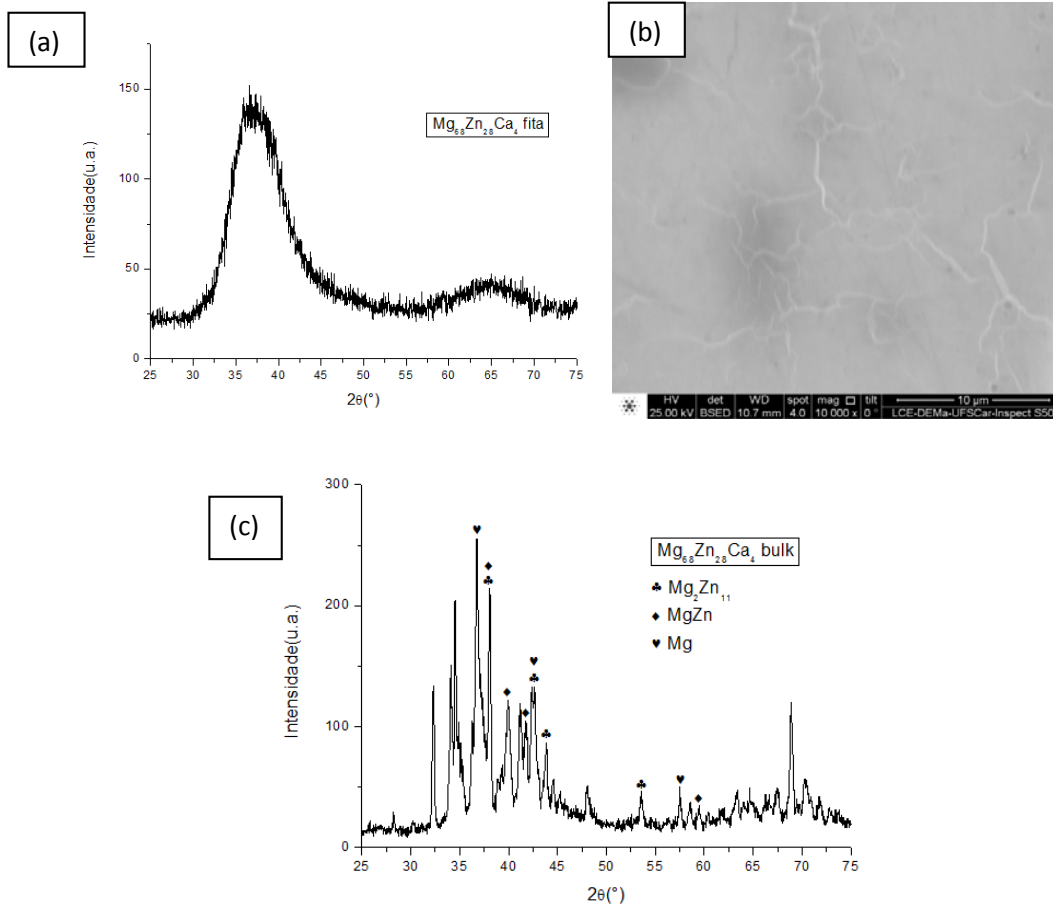 (a)
150
100
50
0
Intensidade(u.a.)
Mg₆₈Zn₂₈Ca₄ fita
25 30 35 40 45 50 55 60 65 70 75
2θ(°)
(b)
HV det WD spot mag □ tilt 10 µm
25.00 kV BSED 10.7 mm 4.0 10 000 x 0 ° LCE-DEMa-UFSCar-Inspect S50
(c)
300
200
100
0
Intensidade(u.a.)
Mg₆₈Zn₂₈Ca₄ bulk
♣ Mg₂Zn₁₁
♦ MgZn
♥ Mg
25 30 35 40 45 50 55 60 65 70 75
2θ(°)